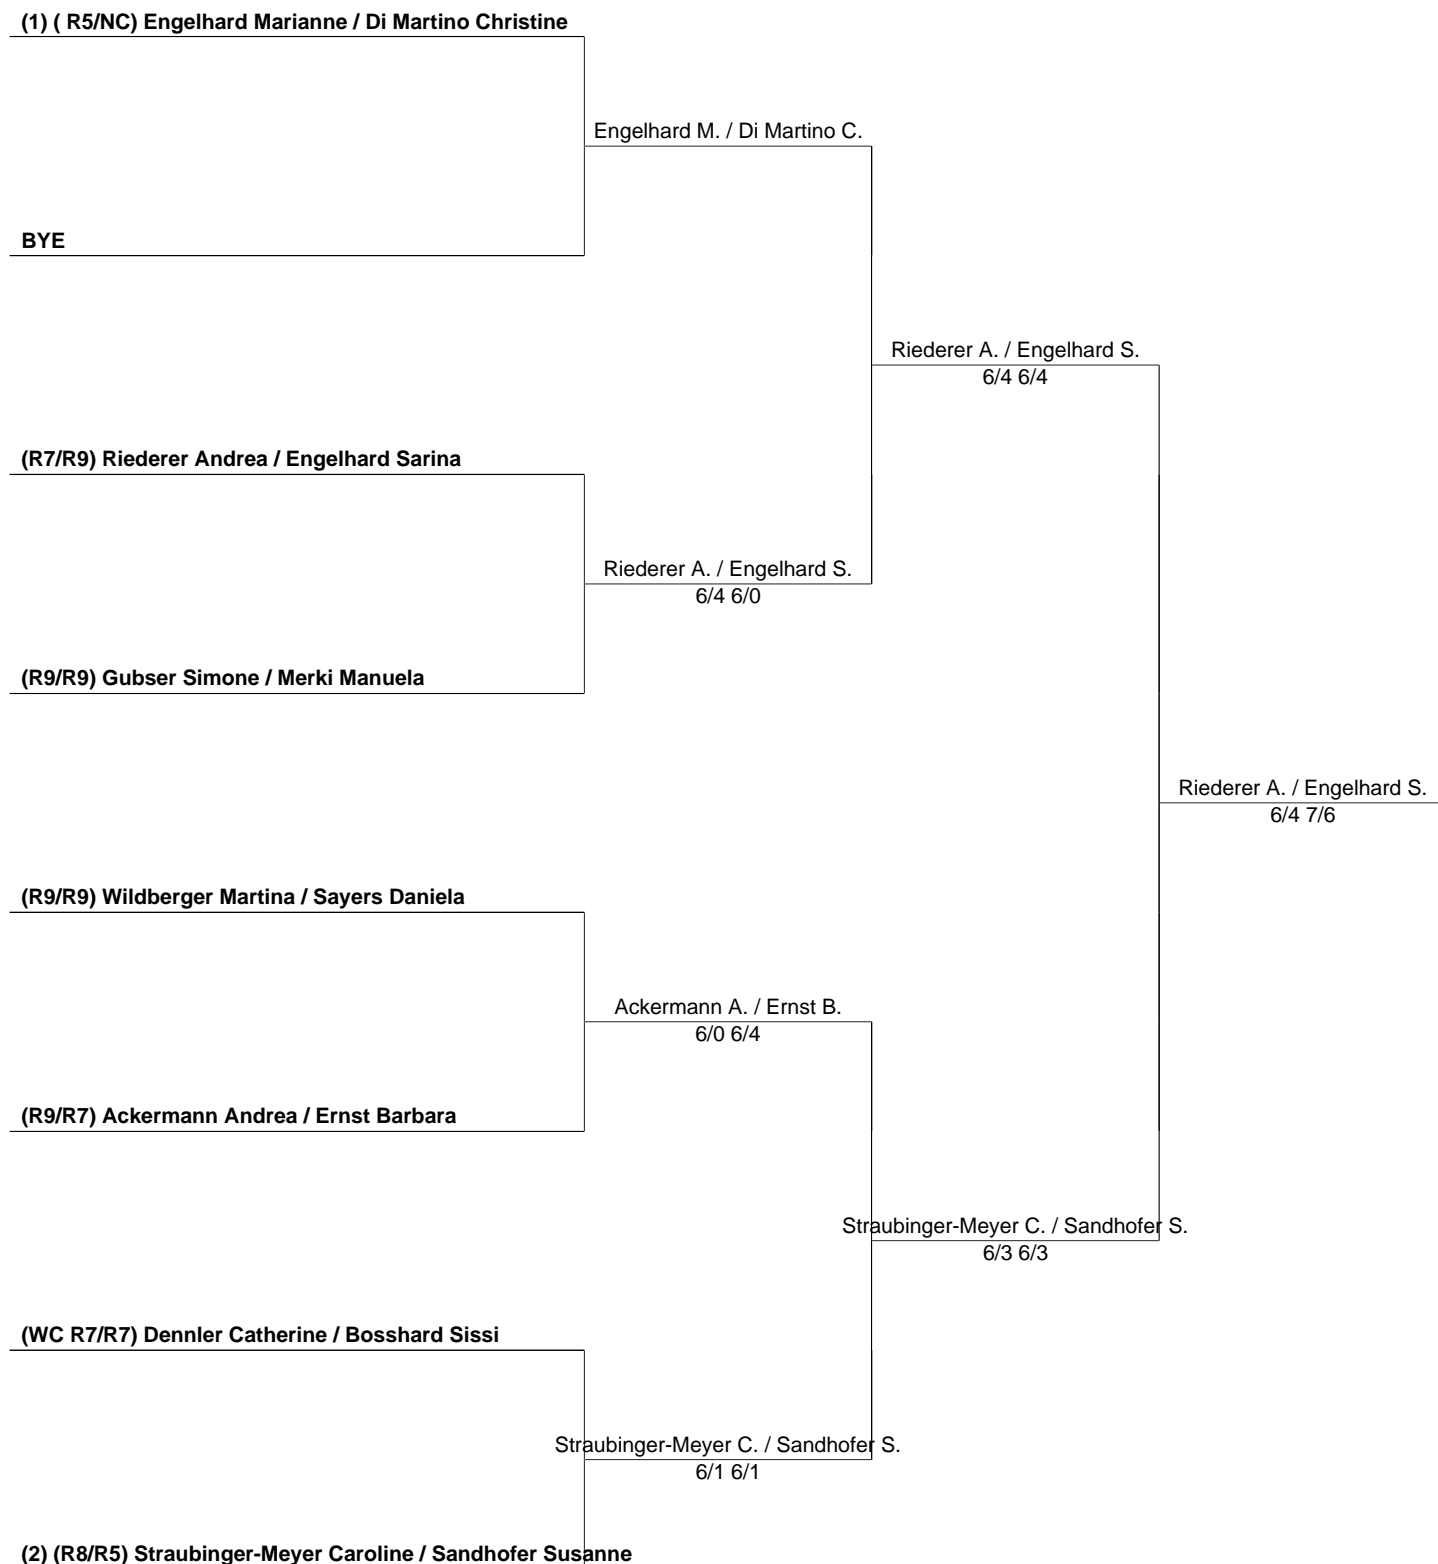 (1) ( R5/NC) Engelhard Marianne / Di Martino Christine
Engelhard M. / Di Martino C.
BYE
Riederer A. / Engelhard S.
6/4 6/4
(R7/R9) Riederer Andrea / Engelhard Sarina
Riederer A. / Engelhard S.
6/4 6/0
(R9/R9) Gubser Simone / Merki Manuela
Riederer A. / Engelhard S.
6/4 7/6
(R9/R9) Wildberger Martina / Sayers Daniela
Ackermann A. / Ernst B.
6/0 6/4
(R9/R7) Ackermann Andrea / Ernst Barbara
Straubinger-Meyer C. / Sandhofer S.
6/3 6/3
(WC R7/R7) Dennler Catherine / Bosshard Sissi
Straubinger-Meyer C. / Sandhofer S.
6/1 6/1
(2) (R8/R5) Straubinger-Meyer Caroline / Sandhofer Susanne